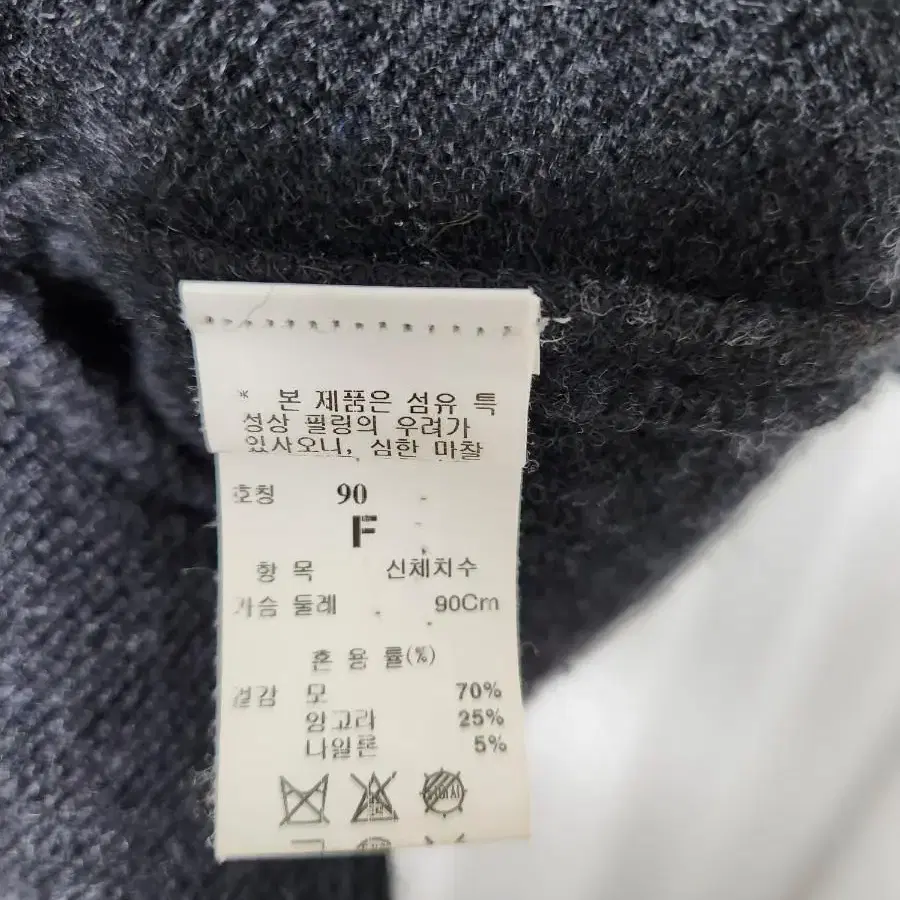 * 본 제품은 섬유 특
성상 필링의 우려가
있사오니, 심한 마찰
호칭 90
F
항 목 신체치수
가슴 둘레 90Cm
혼 용 률(%)
겉감 모 70%
앙고라 25%
나일론 5%